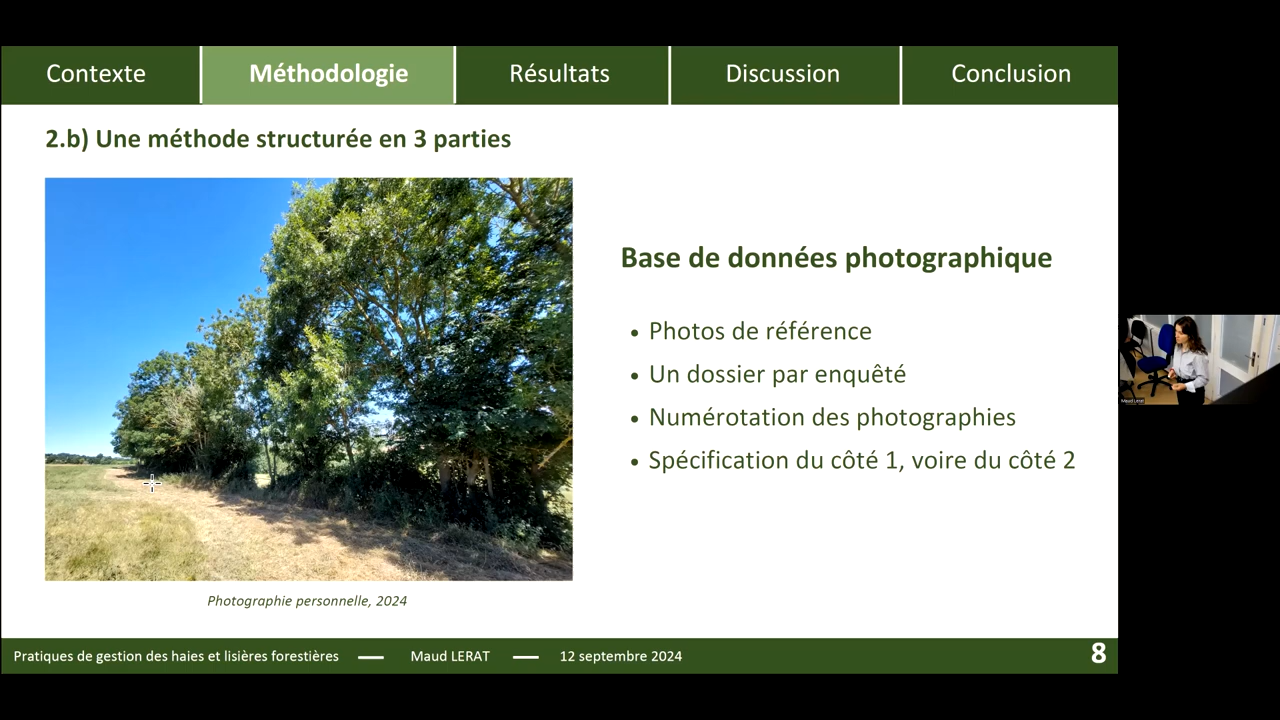 Contexte
Méthodologie
Résultats
Discussion
Conclusion
2.b) Une méthode structurée en 3 parties
Base de données photographique
• Photos de référence
• Un dossier par enquêté
• Numérotation des photographies
• Spécification du côté 1, voire du côté 2
Maud Lerat
Photographie personnelle, 2024
Pratiques de gestion des haies et lisières forestières — Maud LERAT — 12 septembre 2024
8